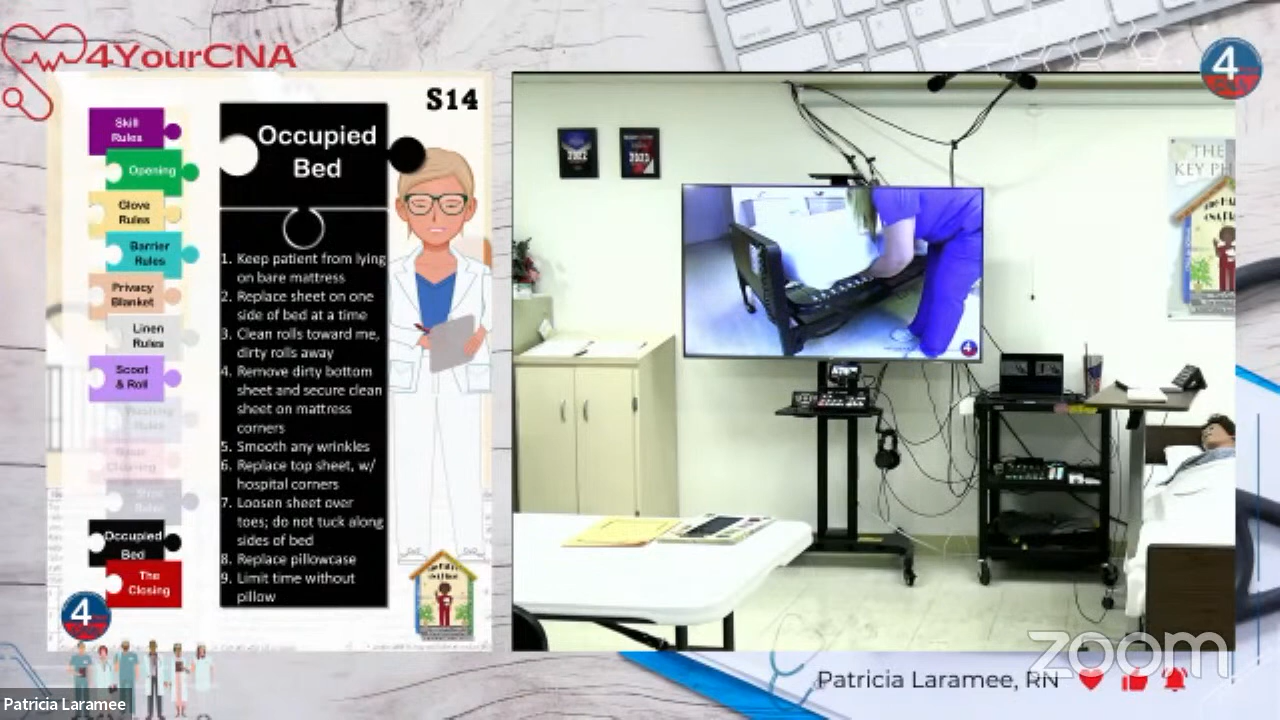 4YourCNA
4
S14
Skill
Rules
Opening
Glove
Rules
Barrier
Rules
Privacy
Blanket
Linen
Rules
Scoot
& Roll
Occupied
Bed
The
Closing
Occupied
Bed
1. Keep patient from lying
on bare mattress
2. Replace sheet on one
side of bed at a time
3. Clean rolls toward me,
dirty rolls away
4. Remove dirty bottom
sheet and secure clean
sheet on mattress
corners
5. Smooth any wrinkles
6. Replace top sheet, w/
hospital corners
7. Loosen sheet over
toes; do not tuck along
sides of bed
8. Replace pillowcase
9. Limit time without
pillow
4
2022
2023
THE
KEY PH
4
zoom
Patricia Laramee, RN
Patricia Laramee